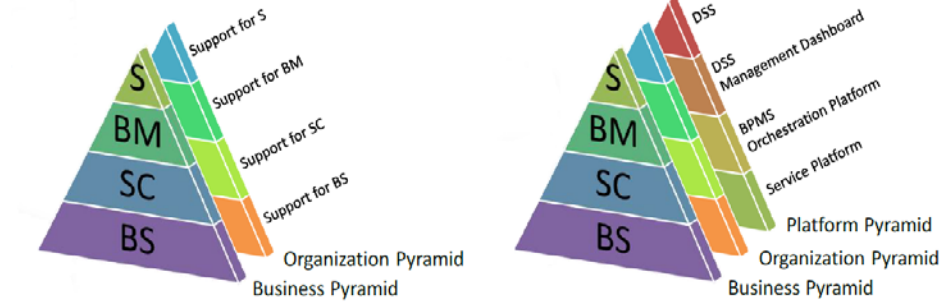 S
BM
SC
BS
Support for S
Support for BM
Support for SC
Support for BS
Organization Pyramid
Business Pyramid
S
BM
SC
BS
DSS
DSS
Management Dashboard
BPMS
Orchestration Platform
Service Platform
Platform Pyramid
Organization Pyramid
Business Pyramid